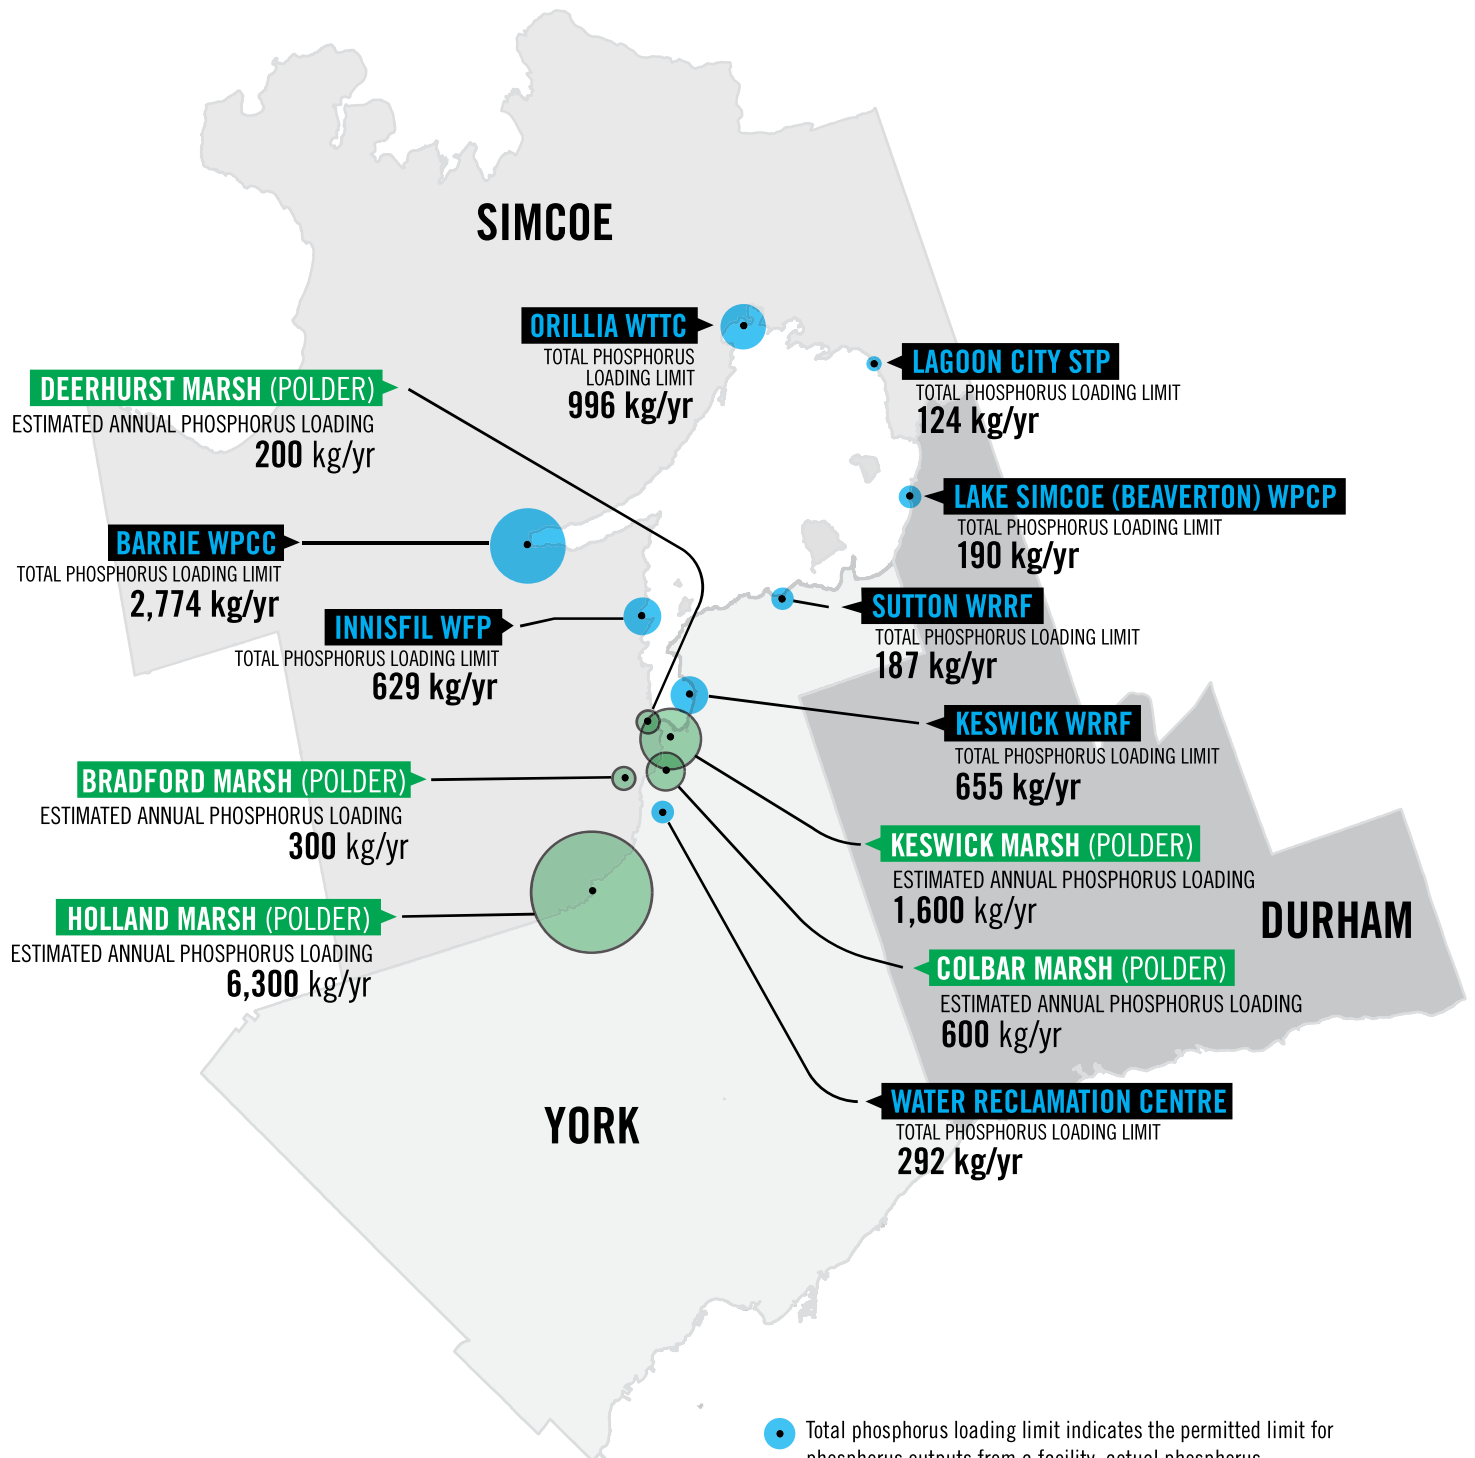 SIMCOE
ORILLIA WTTC
TOTAL PHOSPHORUS
LOADING LIMIT
996 kg/yr
LAGOON CITY STP
TOTAL PHOSPHORUS LOADING LIMIT
124 kg/yr
DEERHURST MARSH (POLDER)
ESTIMATED ANNUAL PHOSPHORUS LOADING
200 kg/yr
LAKE SIMCOE (BEAVERTON) WPCP
TOTAL PHOSPHORUS LOADING LIMIT
190 kg/yr
BARRIE WPCC
TOTAL PHOSPHORUS LOADING LIMIT
2,774 kg/yr
SUTTON WRRF
TOTAL PHOSPHORUS LOADING LIMIT
187 kg/yr
INNISFIL WFP
TOTAL PHOSPHORUS LOADING LIMIT
629 kg/yr
KESWICK WRRF
TOTAL PHOSPHORUS LOADING LIMIT
655 kg/yr
BRADFORD MARSH (POLDER)
ESTIMATED ANNUAL PHOSPHORUS LOADING
300 kg/yr
KESWICK MARSH (POLDER)
ESTIMATED ANNUAL PHOSPHORUS LOADING
1,600 kg/yr
HOLLAND MARSH (POLDER)
ESTIMATED ANNUAL PHOSPHORUS LOADING
6,300 kg/yr
DURHAM
COLBAR MARSH (POLDER)
ESTIMATED ANNUAL PHOSPHORUS LOADING
600 kg/yr
WATER RECLAMATION CENTRE
TOTAL PHOSPHORUS LOADING LIMIT
292 kg/yr
YORK
Total phosphorus loading limit indicates the permitted limit for
phosphorus outputs from a facility, actual phosphorus